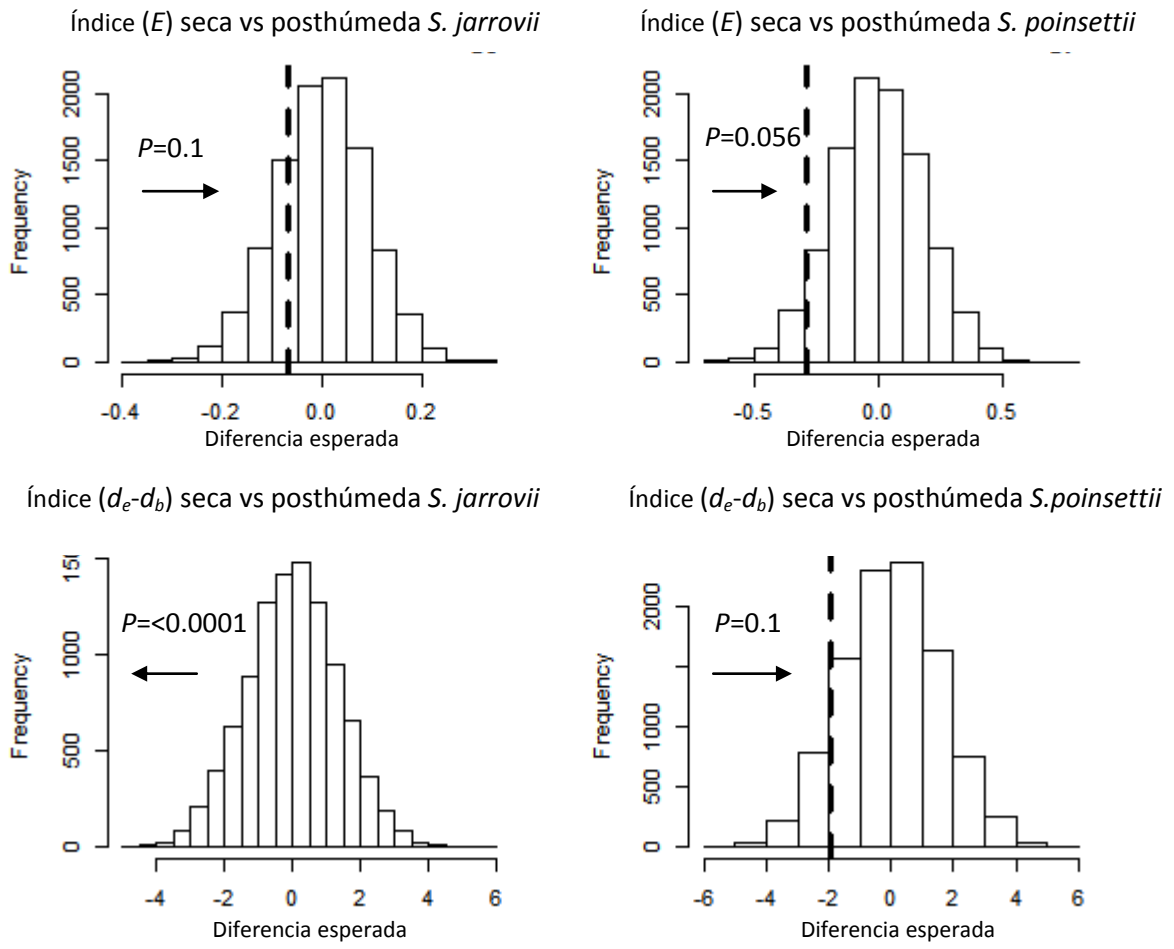 Índice (E) seca vs posthúmeda S. jarrovii
Índice (E) seca vs posthúmeda S. poinsettii
Frequency
2000
1500
1000
500
0
P=0.1
-0.4
-0.2
0.0
0.2
Diferencia esperada
Frequency
2000
1500
1000
500
0
P=0.056
-0.5
0.0
0.5
Diferencia esperada
Índice (de-db) seca vs posthúmeda S. jarrovii
Índice (de-db) seca vs posthúmeda S.poinsettii
Frequency
1000
500
0
P=<0.0001
-4
-2
0
2
4
6
Diferencia esperada
Frequency
2000
1000
500
0
P=0.1
-6
-4
-2
0
2
4
6
Diferencia esperada